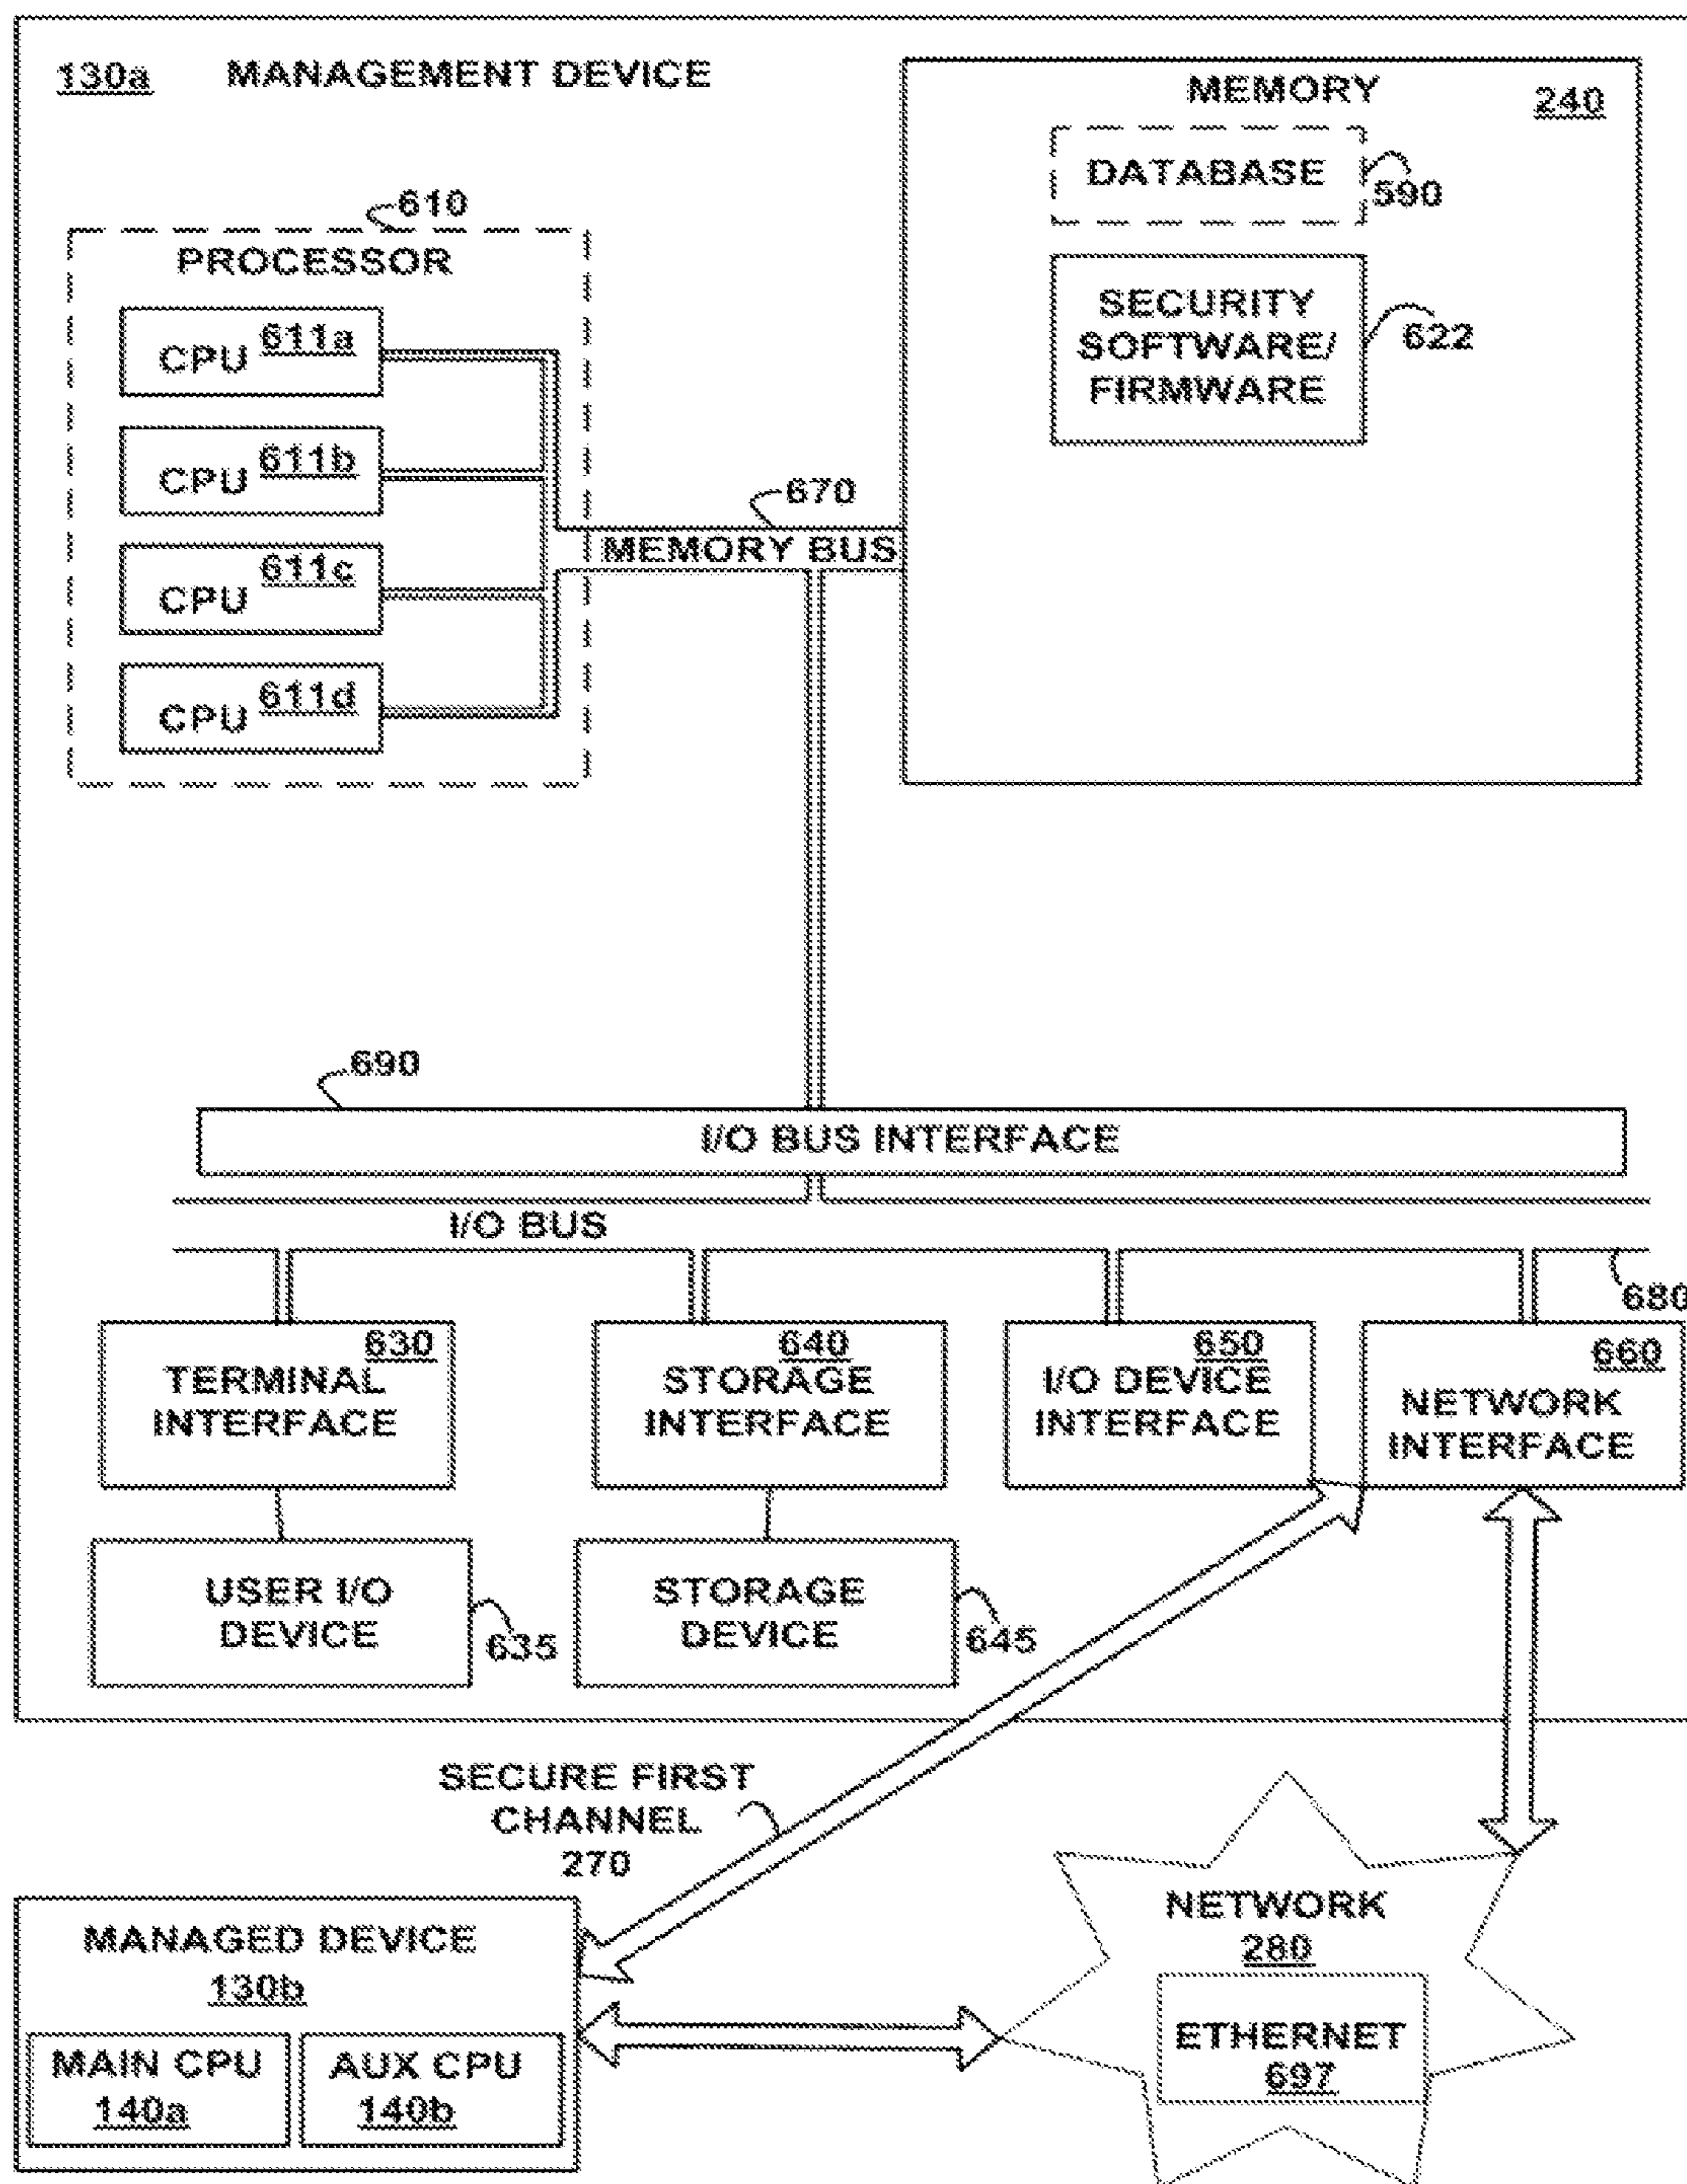 130a MANAGEMENT DEVICE
MEMORY
240
DATABASE
590
610
PROCESSOR
SECURITY
SOFTWARE/
FIRMWARE
622
CPU 611a
CPU 611b
CPU 611c
CPU 611d
670
MEMORY BUS
690
I/O BUS INTERFACE
I/O BUS
680
630
TERMINAL
INTERFACE
640
STORAGE
INTERFACE
650
I/O DEVICE
INTERFACE
660
NETWORK
INTERFACE
USER I/O
DEVICE
635
STORAGE
DEVICE
645
SECURE FIRST
CHANNEL
270
MANAGED DEVICE
130b
MAIN CPU
140a
AUX CPU
140b
NETWORK
280
ETHERNET
697